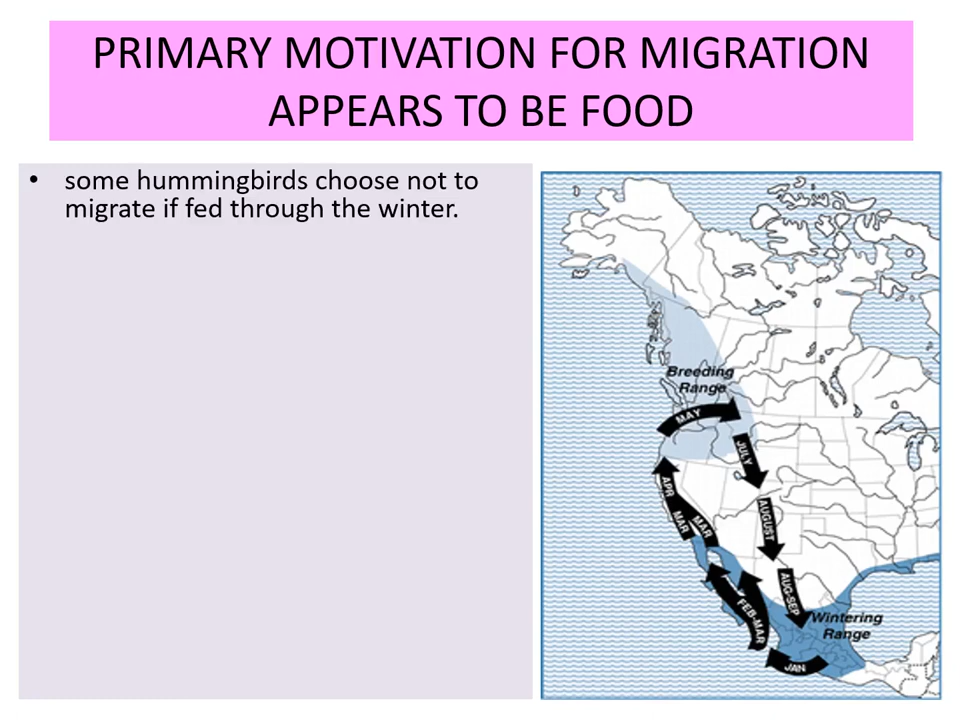 PRIMARY MOTIVATION FOR MIGRATION
APPEARS TO BE FOOD
• some hummingbirds choose not to
migrate if fed through the winter.
Breeding
Range
MAY
JULY
APR
MAR
MAR
AUGUST
AUG-SEP
FEB-MAR
Wintering
Range
JAN